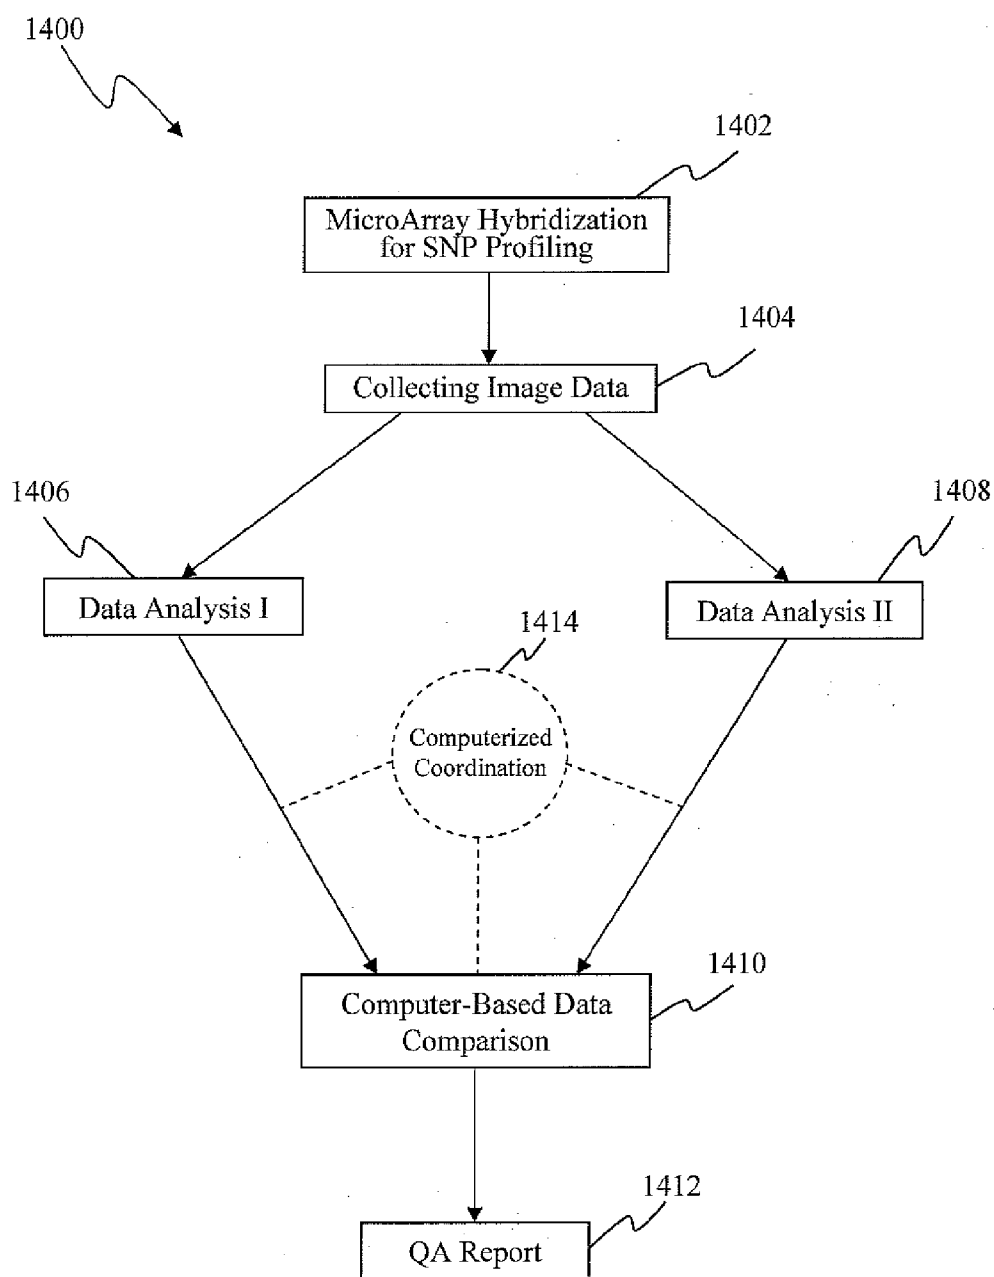 1400
1402
MicroArray Hybridization
for SNP Profiling
1404
Collecting Image Data
1406
1408
Data Analysis I
Data Analysis II
1414
Computerized
Coordination
1410
Computer-Based Data
Comparison
1412
QA Report